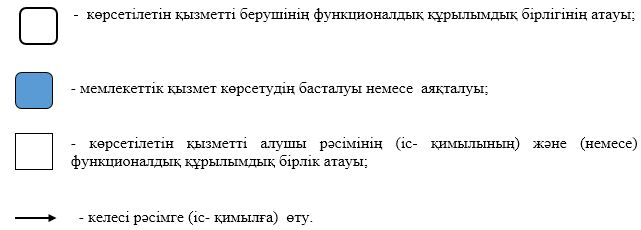 - көрсетілетін қызметті берушінің функционалдық құрылымдық бірлігінің атауы;
- мемлекеттік қызмет көрсетудің басталуы немесе аяқталуы;
- көрсетілетін қызметті алушы рәсімінің (іс- қимылының) және (немесе)
функционалдық құрылымдық бірлік атауы;
- келесі рәсімге (іс- қимылға) өту.